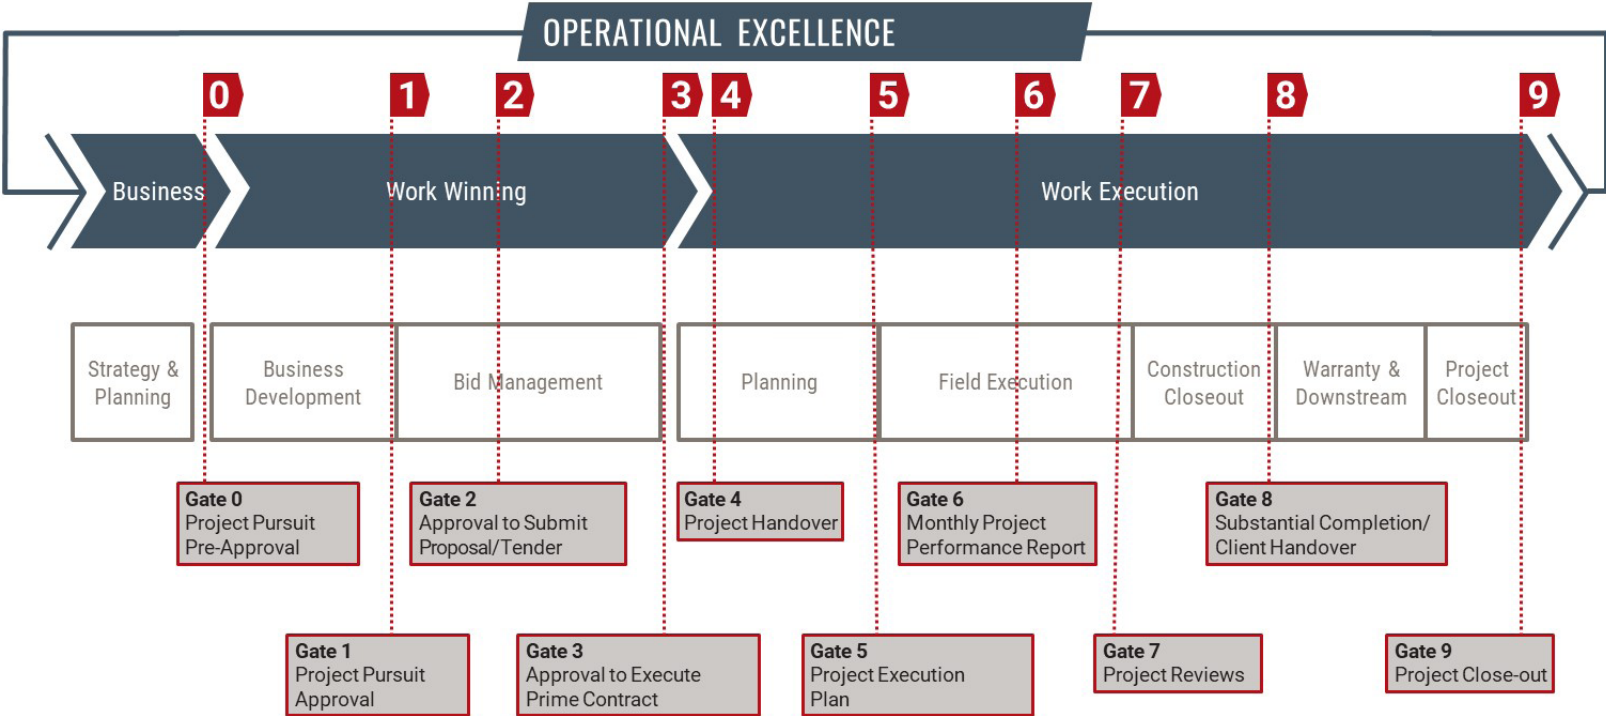 OPERATIONAL EXCELLENCE
0 1 2 3 4 5 6 7 8 9
Business
Work Winning
Work Execution
Strategy &
Planning
Business
Development
Bid Management
Planning
Field Execution
Construction
Closeout
Warranty &
Downstream
Project
Closeout
Gate 0
Project Pursuit
Pre-Approval
Gate 2
Approval to Submit
Proposal/Tender
Gate 4
Project Handover
Gate 6
Monthly Project
Performance Report
Gate 8
Substantial Completion/
Client Handover
Gate 1
Project Pursuit
Approval
Gate 3
Approval to Execute
Prime Contract
Gate 5
Project Execution
Plan
Gate 7
Project Reviews
Gate 9
Project Close-out